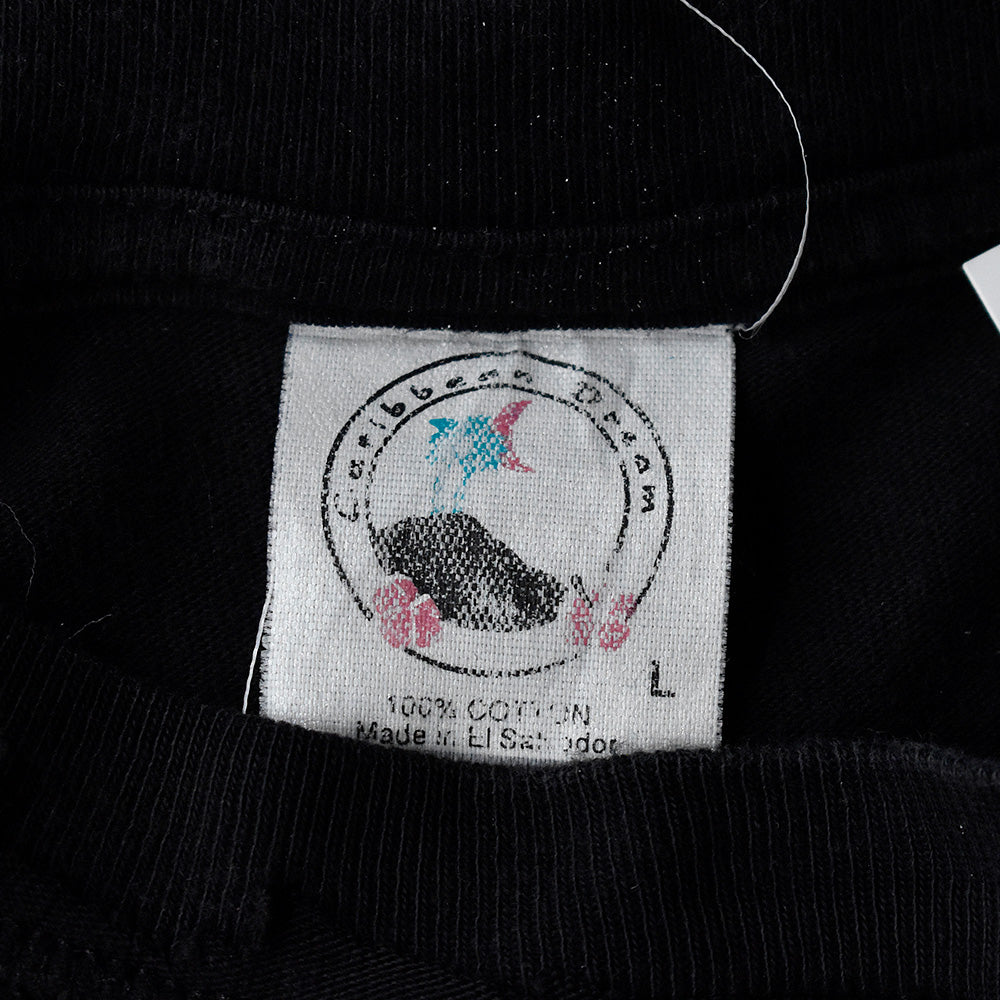 Caribbean Dream
L
100% COTTON
Made in El Salvador